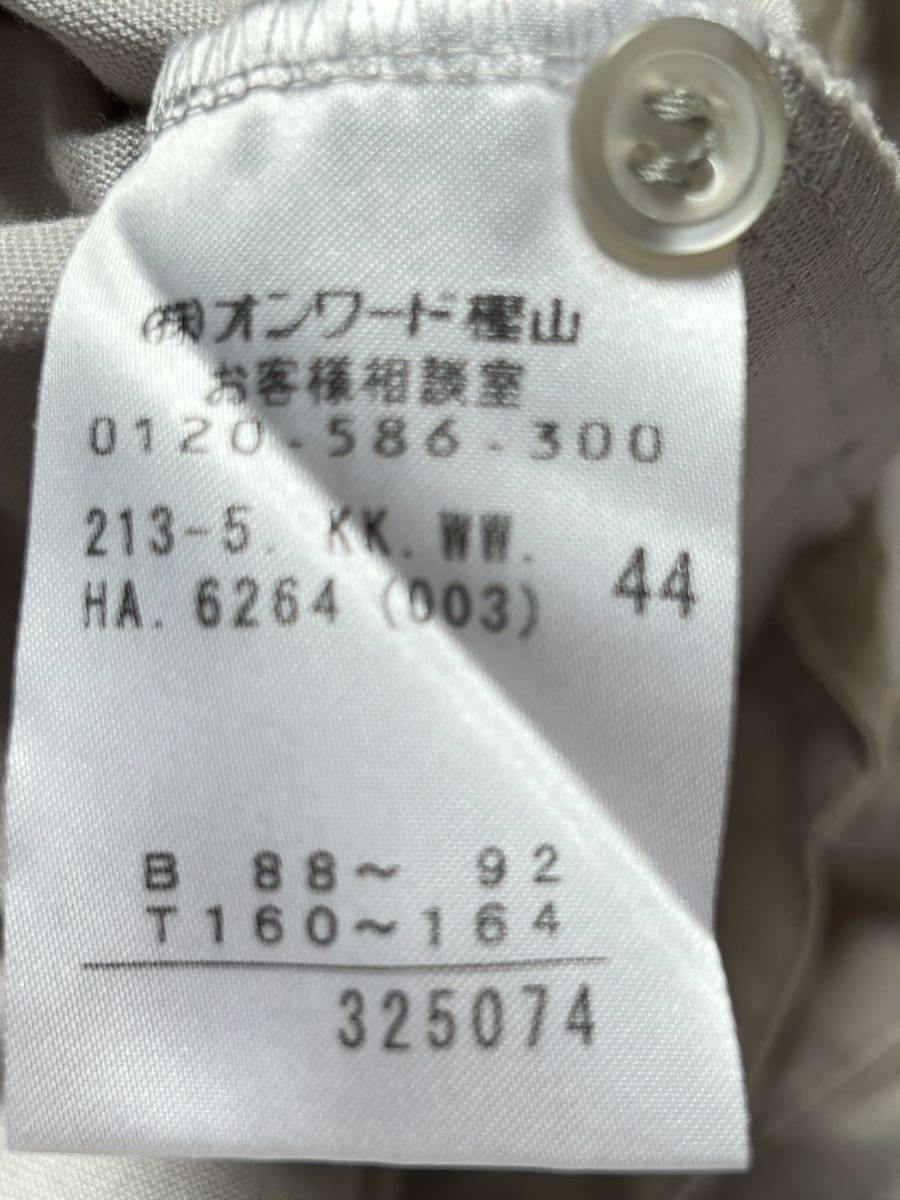 ㈱オンワード樫山
お客様相談室
0120-586-300
213-5. KK. WW.
HA. 6264 (003) 44
B 88～ 92
T160～164
325074